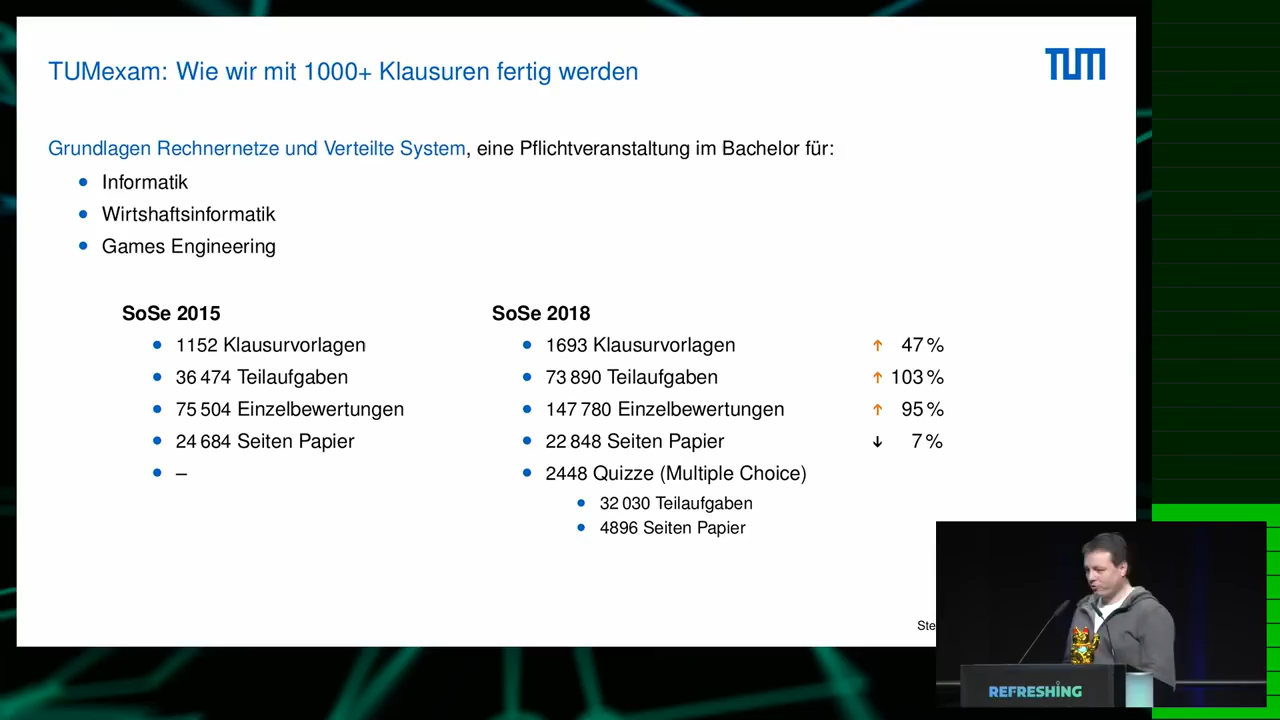 TUMexam: Wie wir mit 1000+ Klausuren fertig werden
TUM
Grundlagen Rechnernetze und Verteilte System, eine Pflichtveranstaltung im Bachelor für:
Informatik
Wirtshaftsinformatik
Games Engineering
SoSe 2015
1152 Klausurvorlagen
36 474 Teilaufgaben
75 504 Einzelbewertungen
24 684 Seiten Papier
–
SoSe 2018
1693 Klausurvorlagen ↑ 47 %
73 890 Teilaufgaben ↑ 103 %
147 780 Einzelbewertungen ↑ 95 %
22 848 Seiten Papier ↓ 7 %
2448 Quizze (Multiple Choice)
32 030 Teilaufgaben
4896 Seiten Papier
Ste
REFRESHING